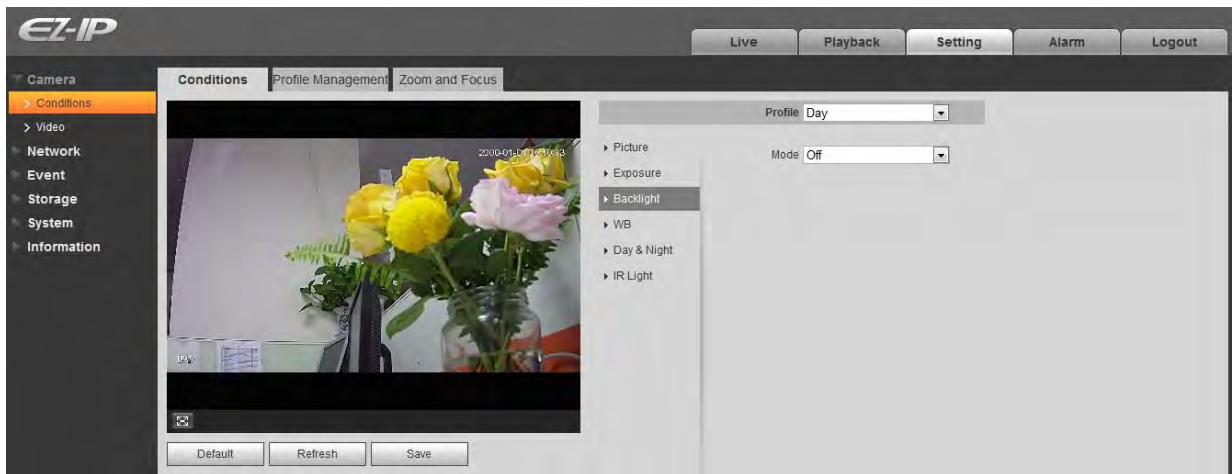 EZ-IP
Live
Playback
Setting
Alarm
Logout
Camera
Conditions
Video
Network
Event
Storage
System
Information
Conditions
Profile Management
Zoom and Focus
IPC
Default
Refresh
Save
Profile Day
Picture
Exposure
Backlight
WB
Day & Night
IR Light
Mode Off